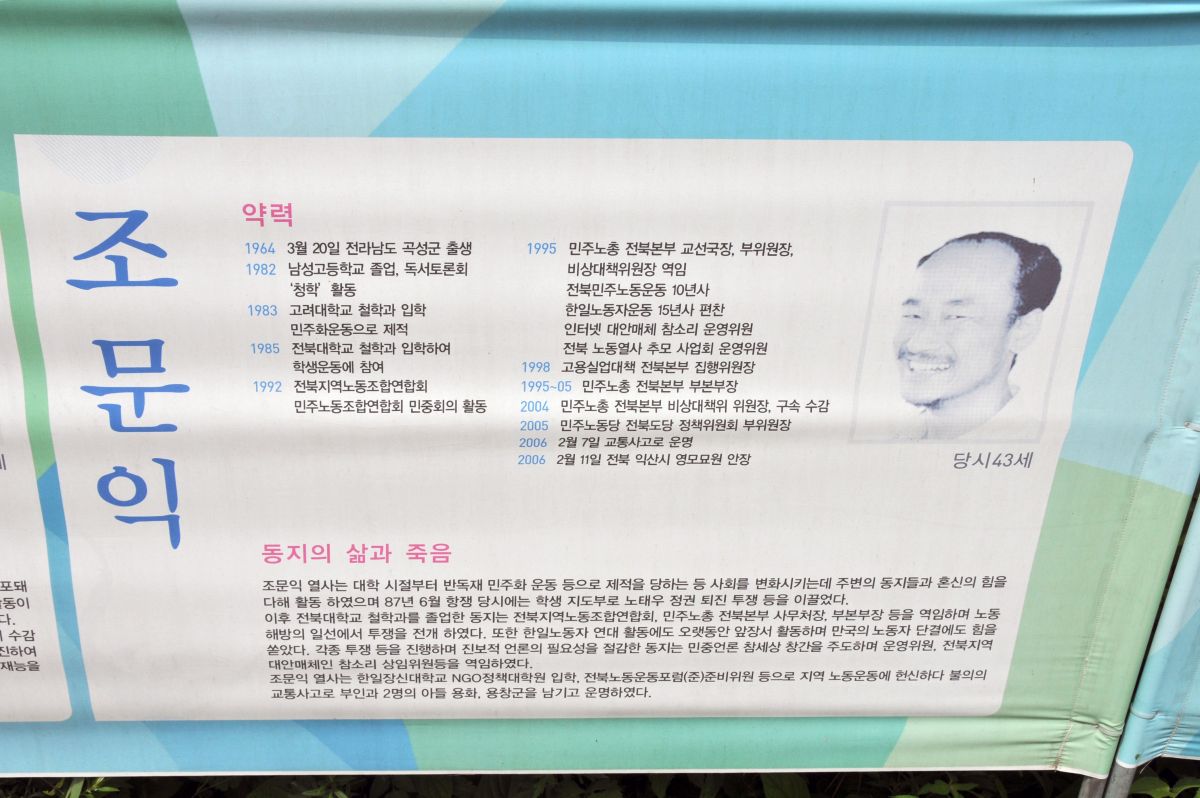 조문익
약력
1964 3월 20일 전라남도 곡성군 출생
1982 남성고등학교 졸업, 독서토론회
‘청학’ 활동
1983 고려대학교 철학과 입학
민주화운동으로 제적
1985 전북대학교 철학과 입학하여
학생운동에 참여
1992 전북지역노동조합연합회
민주노동조합연합회 민중회의 활동
1995 민주노총 전북본부 교선국장, 부위원장,
비상대책위원장 역임
전북민주노동운동 10년사
한일노동자운동 15년사 편찬
인터넷 대안매체 참소리 운영위원
전북 노동열사 추모 사업회 운영위원
1998 고용실업대책 전북본부 집행위원장
1995~05 민주노총 전북본부 부본부장
2004 민주노총 전북본부 비상대책위 위원장, 구속 수감
2005 민주노동당 전북도당 정책위원회 부위원장
2006 2월 7일 교통사고로 운명
2006 2월 11일 전북 익산시 영모묘원 안장
당시43세
동지의 삶과 죽음
조문익 열사는 대학 시절부터 반독재 민주화 운동 등으로 제적을 당하는 등 사회를 변화시키는데 주변의 동지들과 혼신의 힘을
다해 활동 하였으며 87년 6월 항쟁 당시에는 학생 지도부로 노태우 정권 퇴진 투쟁 등을 이끌었다.
이후 전북대학교 철학과를 졸업한 동지는 전북지역노동조합연합회, 민주노총 전북본부 사무처장, 부본부장 등을 역임하며 노동
해방의 일선에서 투쟁을 전개 하였다. 또한 한일노동자 연대 활동에도 오랫동안 앞장서 활동하며 만국의 노동자 단결에도 힘을
쏟았다. 각종 투쟁 등을 진행하며 진보적 언론의 필요성을 절감한 동지는 민중언론 참세상 창간을 주도하며 운영위원, 전북지역
대안매체인 참소리 상임위원등을 역임하였다.
조문익 열사는 한일장신대학교 NGO정책대학원 입학, 전북노동운동포럼(준)준비위원 등으로 지역 노동운동에 헌신하다 불의의
교통사고로 부인과 2명의 아들 용화, 용창군을 남기고 운명하였다.
포돼
다.
수감
진하여
재능을